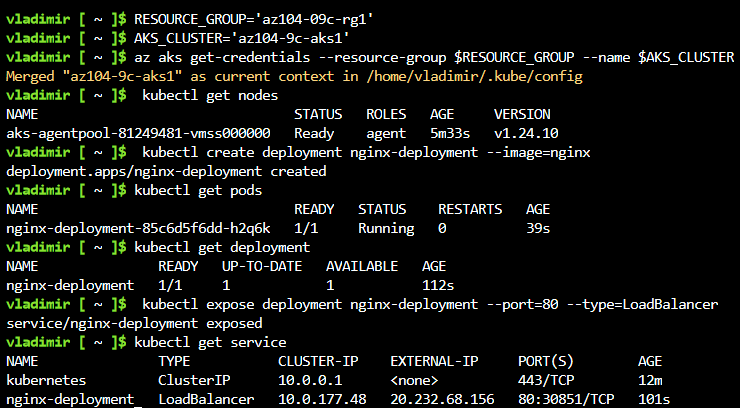 vladimir [ ~ ]$ RESOURCE_GROUP='az104-09c-rg1'
vladimir [ ~ ]$ AKS_CLUSTER='az104-9c-aks1'
vladimir [ ~ ]$ az aks get-credentials --resource-group $RESOURCE_GROUP --name $AKS_CLUSTER
Merged "az104-9c-aks1" as current context in /home/vladimir/.kube/config
vladimir [ ~ ]$  kubectl get nodes
NAME                                STATUS   ROLES   AGE     VERSION
aks-agentpool-81249481-vmss000000   Ready    agent   5m33s   v1.24.10
vladimir [ ~ ]$  kubectl create deployment nginx-deployment --image=nginx
deployment.apps/nginx-deployment created
vladimir [ ~ ]$ kubectl get pods
NAME                                READY   STATUS    RESTARTS   AGE
nginx-deployment-85c6d5f6dd-h2q6k   1/1     Running   0          39s
vladimir [ ~ ]$ kubectl get deployment
NAME               READY   UP-TO-DATE   AVAILABLE   AGE
nginx-deployment   1/1     1            1           112s
vladimir [ ~ ]$  kubectl expose deployment nginx-deployment --port=80 --type=LoadBalancer
service/nginx-deployment exposed
vladimir [ ~ ]$ kubectl get service
NAME               TYPE           CLUSTER-IP    EXTERNAL-IP     PORT(S)        AGE
kubernetes         ClusterIP      10.0.0.1      <none>          443/TCP        12m
nginx-deployment_  LoadBalancer   10.0.177.48   20.232.68.156   80:30851/TCP   101s